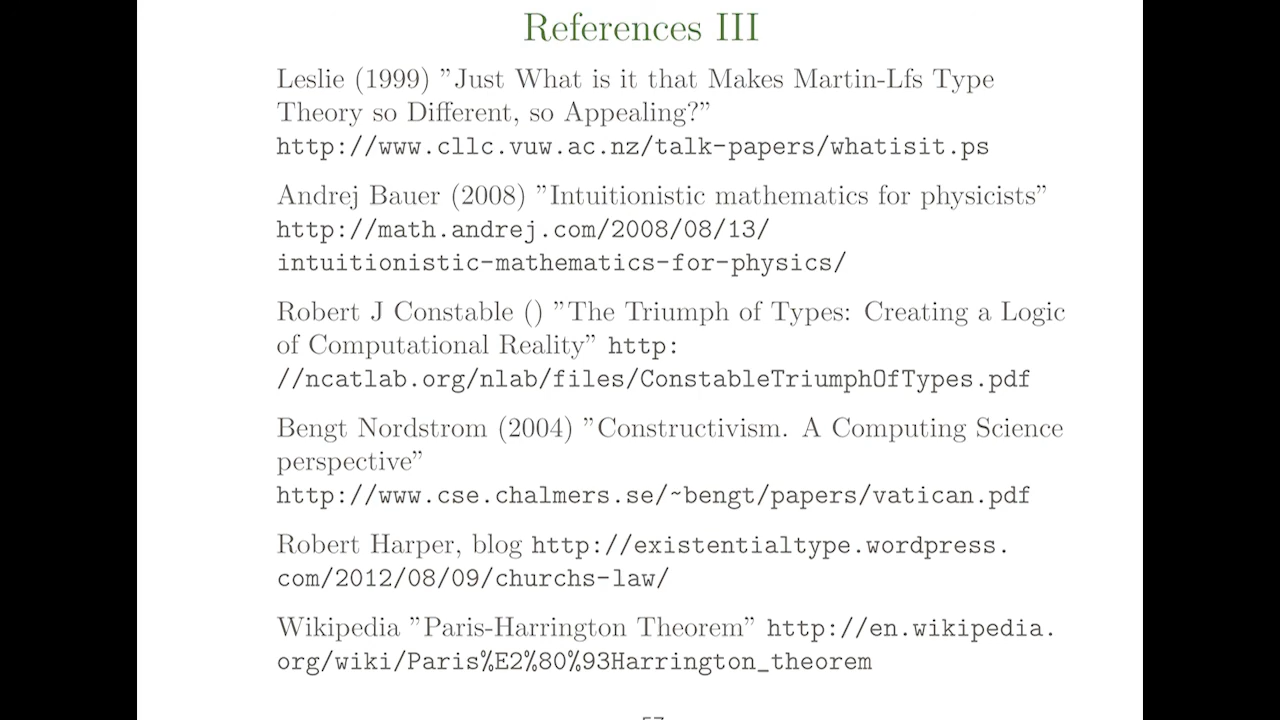 References III
Leslie (1999) ”Just What is it that Makes Martin-Lfs Type
Theory so Different, so Appealing?”
http://www.cllc.vuw.ac.nz/talk-papers/whatisit.ps
Andrej Bauer (2008) ”Intuitionistic mathematics for physicists”
http://math.andrej.com/2008/08/13/
intuitionistic-mathematics-for-physics/
Robert J Constable () ”The Triumph of Types: Creating a Logic
of Computational Reality” http:
//ncatlab.org/nlab/files/ConstableTriumphOfTypes.pdf
Bengt Nordstrom (2004) ”Constructivism. A Computing Science
perspective”
http://www.cse.chalmers.se/~bengt/papers/vatican.pdf
Robert Harper, blog http://existentialtype.wordpress.
com/2012/08/09/churchs-law/
Wikipedia ”Paris-Harrington Theorem” http://en.wikipedia.
org/wiki/Paris%E2%80%93Harrington_theorem